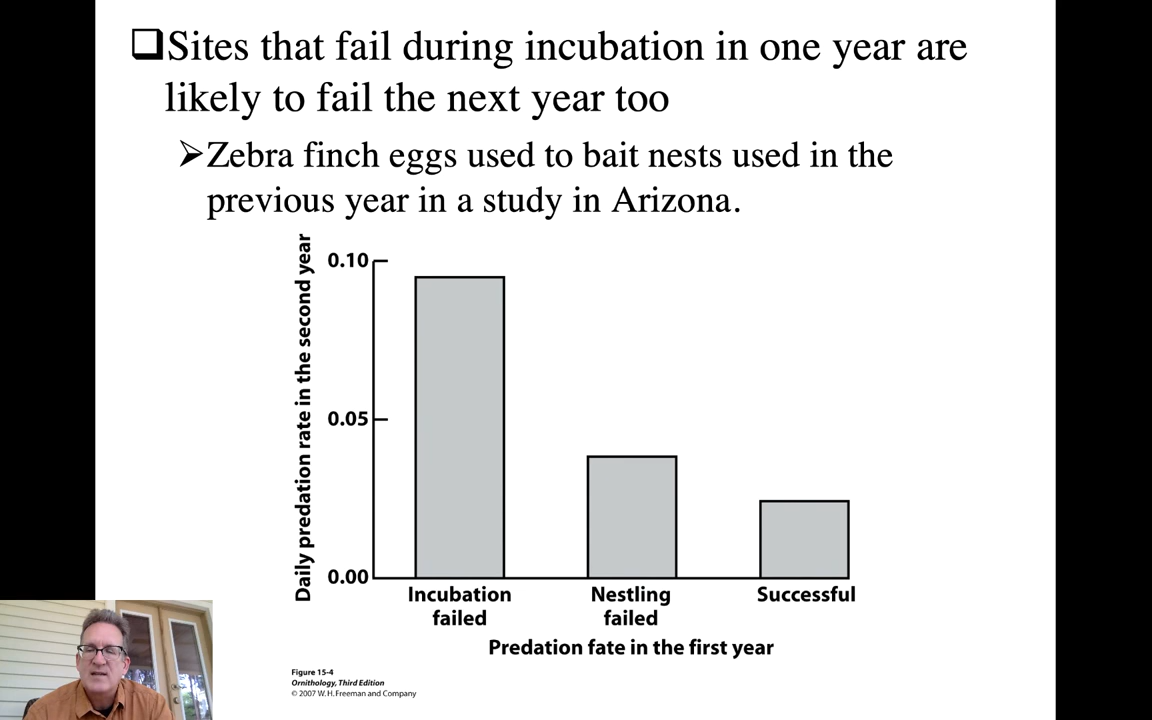 Sites that fail during incubation in one year are
likely to fail the next year too
Zebra finch eggs used to bait nests used in the
previous year in a study in Arizona.
Daily predation rate in the second year
0.10
0.05
0.00
Incubation failed
Nestling failed
Successful
Predation fate in the first year
Figure 15-4
Ornithology, Third Edition
© 2007 W. H. Freeman and Company